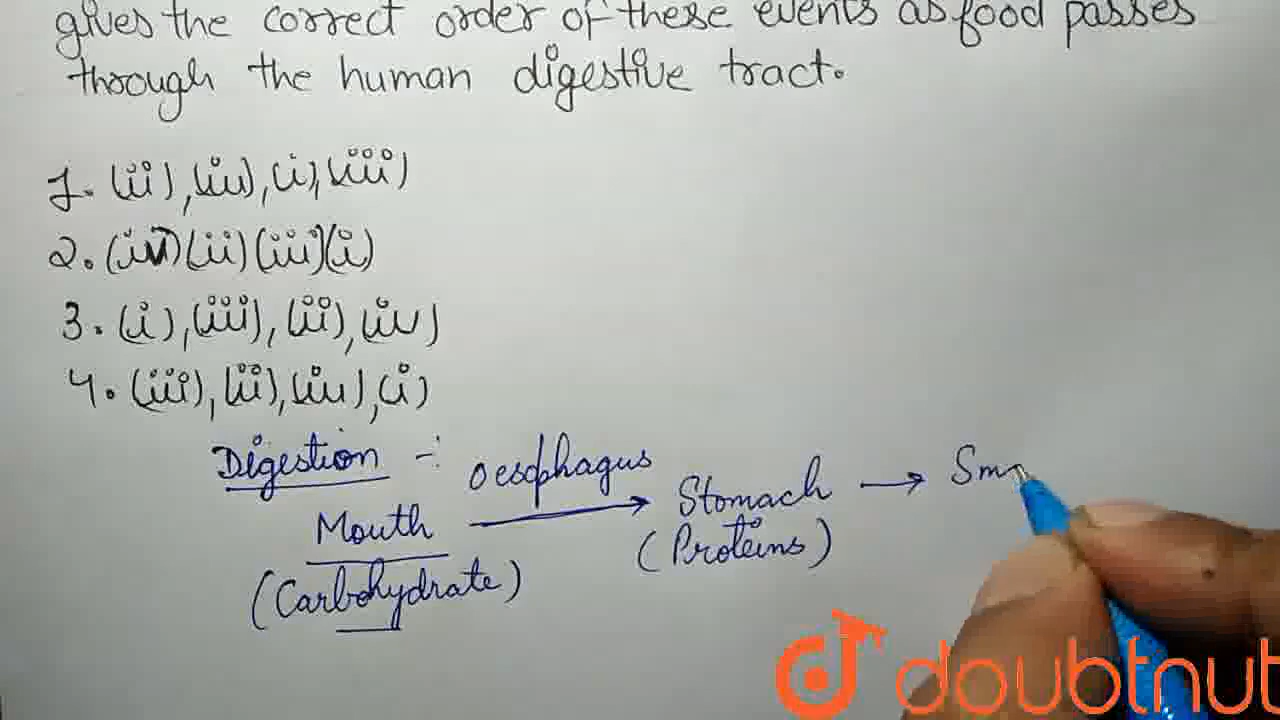 gives the correct order of these events as food passes
through the human digestive tract.
1. (ii), (iv), (i), (iii)
2. (iv) (ii) (iii) (i)
3. (i), (iii), (ii), (iv)
4. (iii), (ii), (iv), (i)
Digestion :-
Mouth oesophagus → Stomach → Sm
(Carbohydrate) (Proteins)
doubtnut